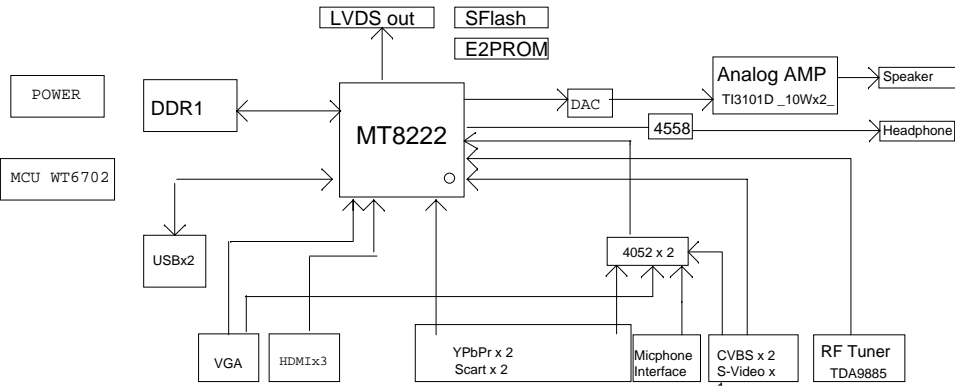 LVDS out
SFlash
E2PROM
POWER
DDR1
MT8222
DAC
Analog AMP
TI3101D _10Wx2_
Speaker
4558
Headphone
MCU WT6702
USBx2
4052 x 2
VGA
HDMIx3
YPbPr x 2
Scart x 2
Micphone
Interface
CVBS x 2
S-Video x
RF Tuner
TDA9885